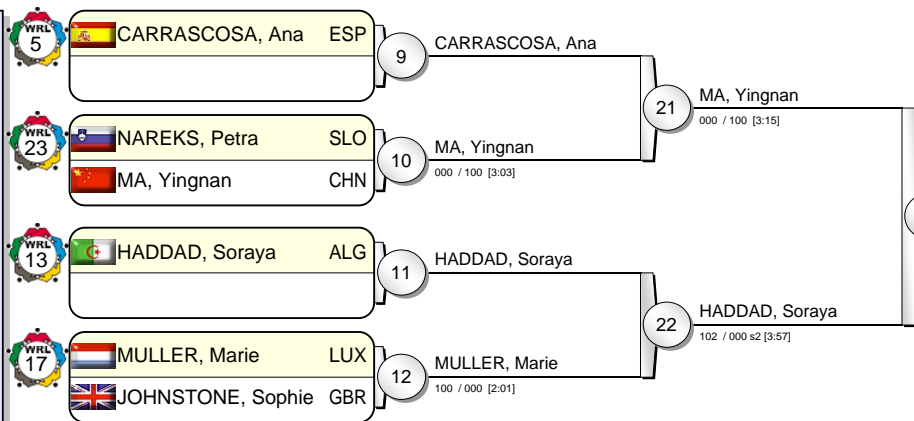 WRL
5
CARRASCOSA, Ana ESP
9
CARRASCOSA, Ana
21
MA, Yingnan
000 / 100 [3:15]
WRL
23
NAREKS, Petra SLO
MA, Yingnan CHN
10
MA, Yingnan
000 / 100 [3:03]
WRL
13
HADDAD, Soraya ALG
11
HADDAD, Soraya
22
HADDAD, Soraya
102 / 000 s2 [3:57]
WRL
17
MULLER, Marie LUX
JOHNSTONE, Sophie GBR
12
MULLER, Marie
100 / 000 [2:01]